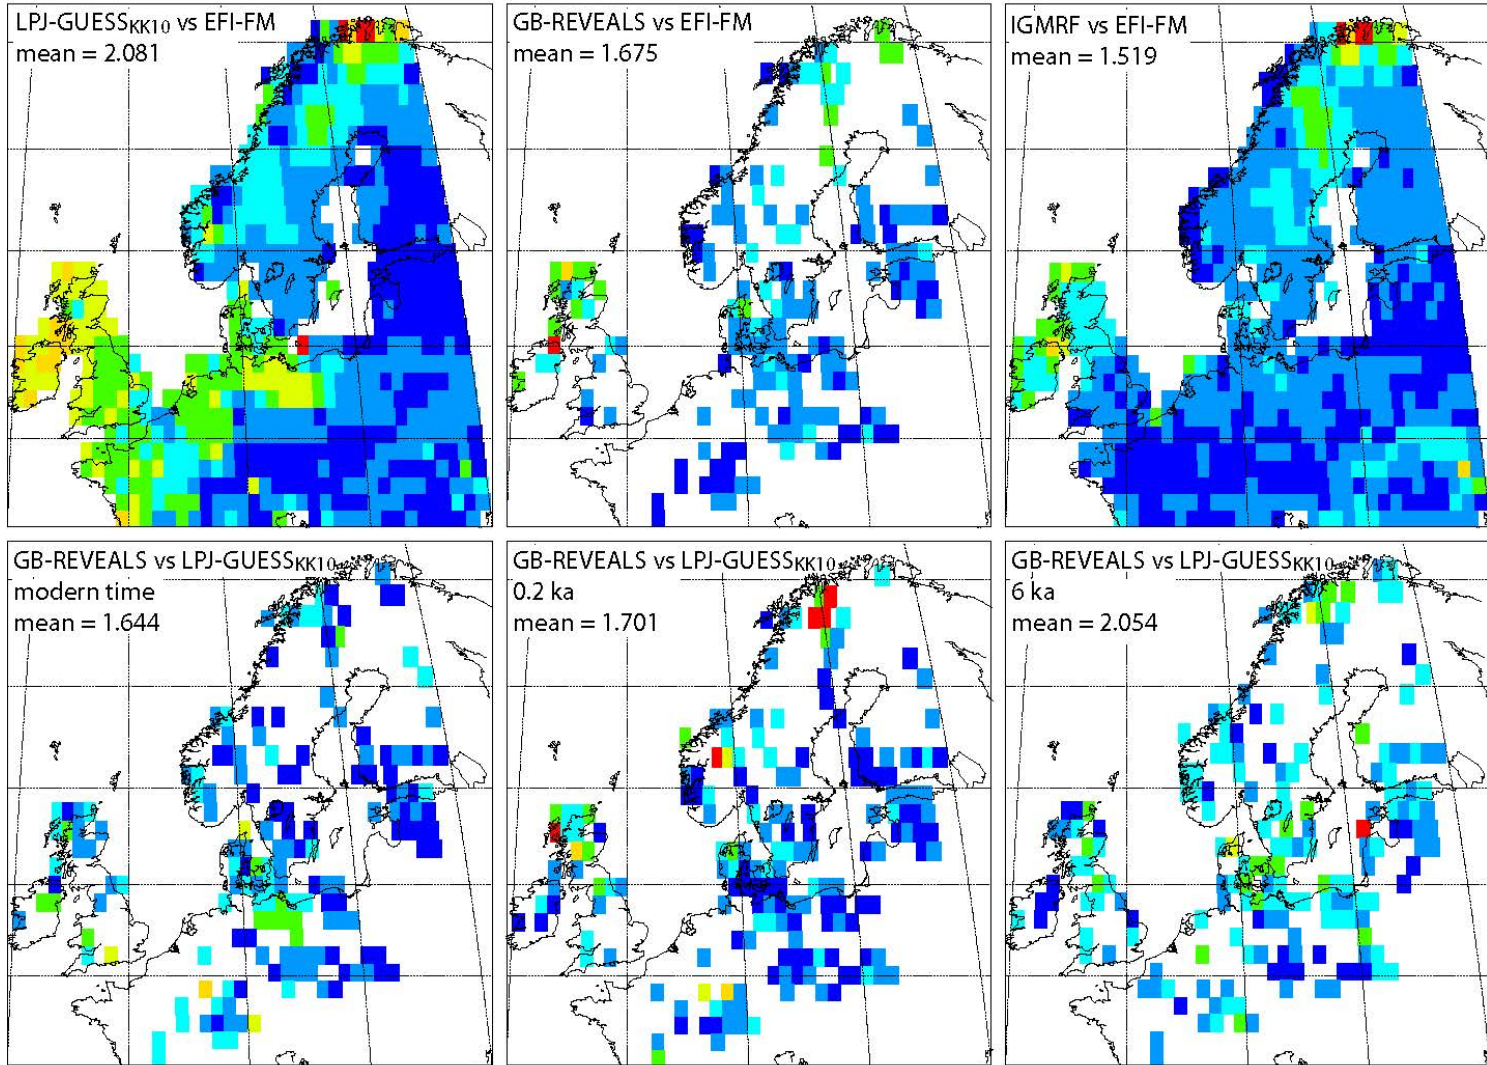 LPJ-GUESSKK10 vs EFI-FM
mean = 2.081
GB-REVEALS vs EFI-FM
mean = 1.675
IGMRF vs EFI-FM
mean = 1.519
GB-REVEALS vs LPJ-GUESSKK10
modern time
mean = 1.644
GB-REVEALS vs LPJ-GUESSKK10
0.2 ka
mean = 1.701
GB-REVEALS vs LPJ-GUESSKK10
6 ka
mean = 2.054